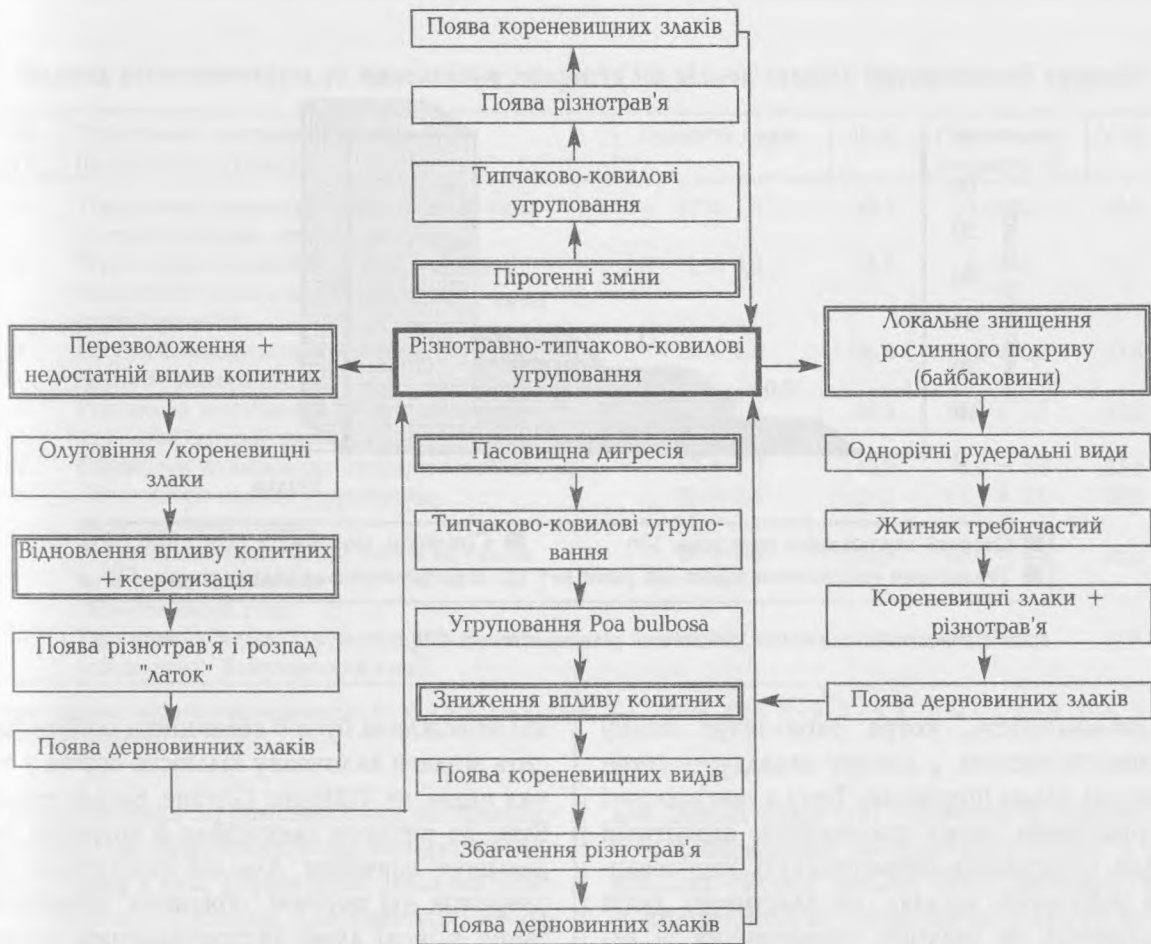 Поява кореневищних злаків
Поява різнотрав'я
Типчаково-ковилові
угруповання
Пірогенні зміни
Перезволоження +
недостатній вплив копитних
Різнотравно-типчаково-ковилові
угруповання
Локальне знищення
рослинного покриву
(байбаковини)
Олуговіння /кореневищні
злаки
Пасовищна дигресія
Однорічні рудеральні види
Типчаково-ковилові угрупо-
вання
Житняк гребінчастий
Відновлення впливу копитних
+ксеротизація
Угруповання Poa bulbosa
Кореневищні злаки +
різнотрав'я
Поява різнотрав'я і розпад
"латок"
Зниження впливу копитних
Поява дерновинних злаків
Поява дерновинних злаків
Поява кореневищних видів
Збагачення різнотрав'я
Поява дерновинних злаків